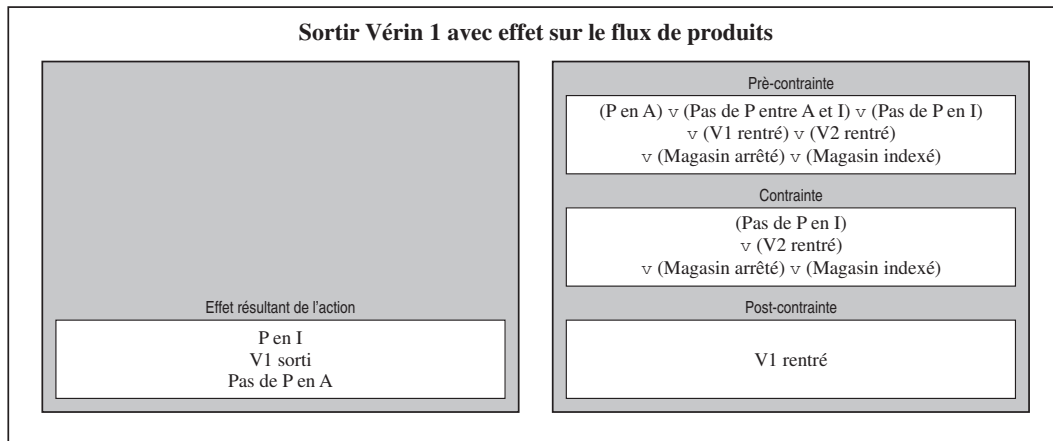 Sortir Vérin 1 avec effet sur le flux de produits
Effet résultant de l'action
P en I
V1 sorti
Pas de P en A
Prè-contrainte
(P en A) v (Pas de P entre A et I) v (Pas de P en I)
v (V1 rentré) v (V2 rentré)
v (Magasin arrêté) v (Magasin indexé)
Contrainte
(Pas de P en I)
v (V2 rentré)
v (Magasin arrêté) v (Magasin indexé)
Post-contrainte
V1 rentré